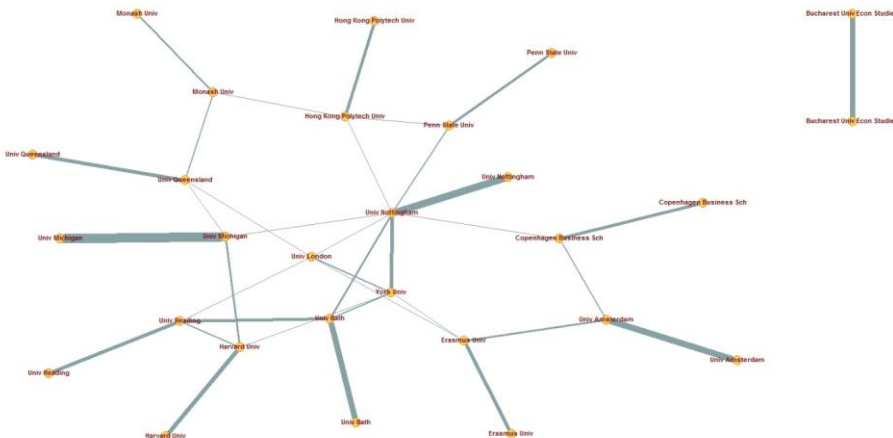 Monash Univ
Bucharest Univ Econ Studie
Hong Kong Polytech Univ
Penn State Univ
Monash Univ
Hong Kong Polytech Univ
Penn State Univ
Bucharest Univ Econ Studie
Univ Queensland
Univ Queensland
Univ Nottingham
Copenhagen Business Sch
Univ Nottingham
Univ Michigan
Univ Michigan
Copenhagen Business Sch
Univ London
York Univ
Univ Reading
Univ Bath
Univ Amsterdam
Harvard Univ
Erasmus Univ
Univ Amsterdam
Univ Reading
Univ Bath
Harvard Univ
Erasmus Univ